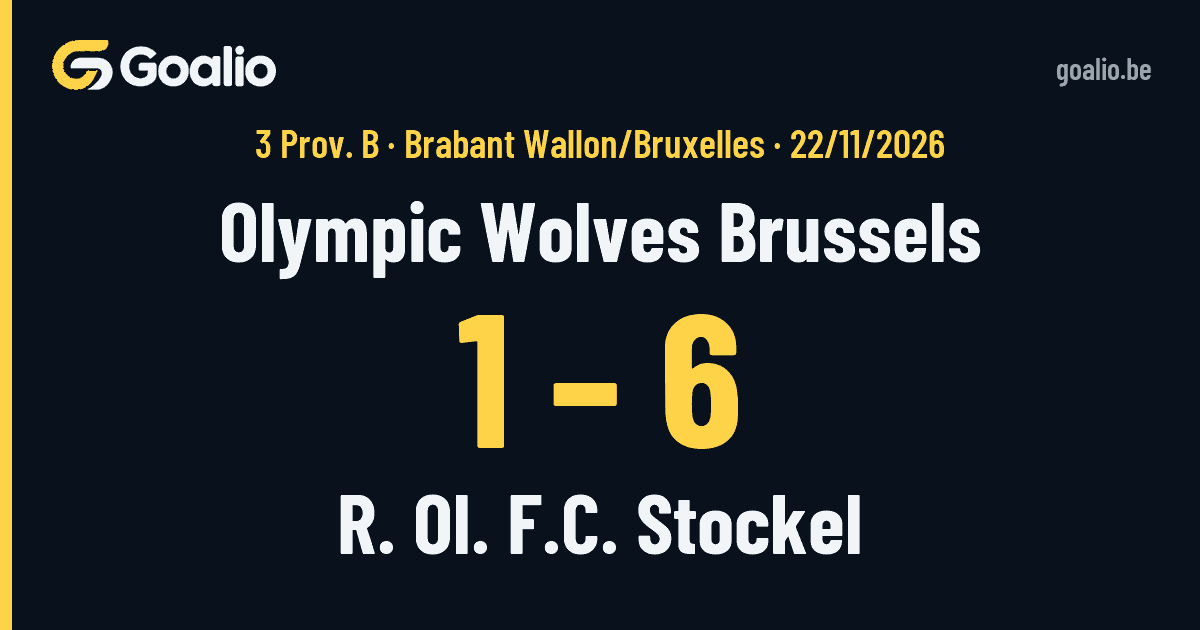 Goalio
goalio.be
3 Prov. B · Brabant Wallon/Bruxelles · 22/11/2026
Olympic Wolves Brussels
1 – 6
R. Ol. F.C. Stockel